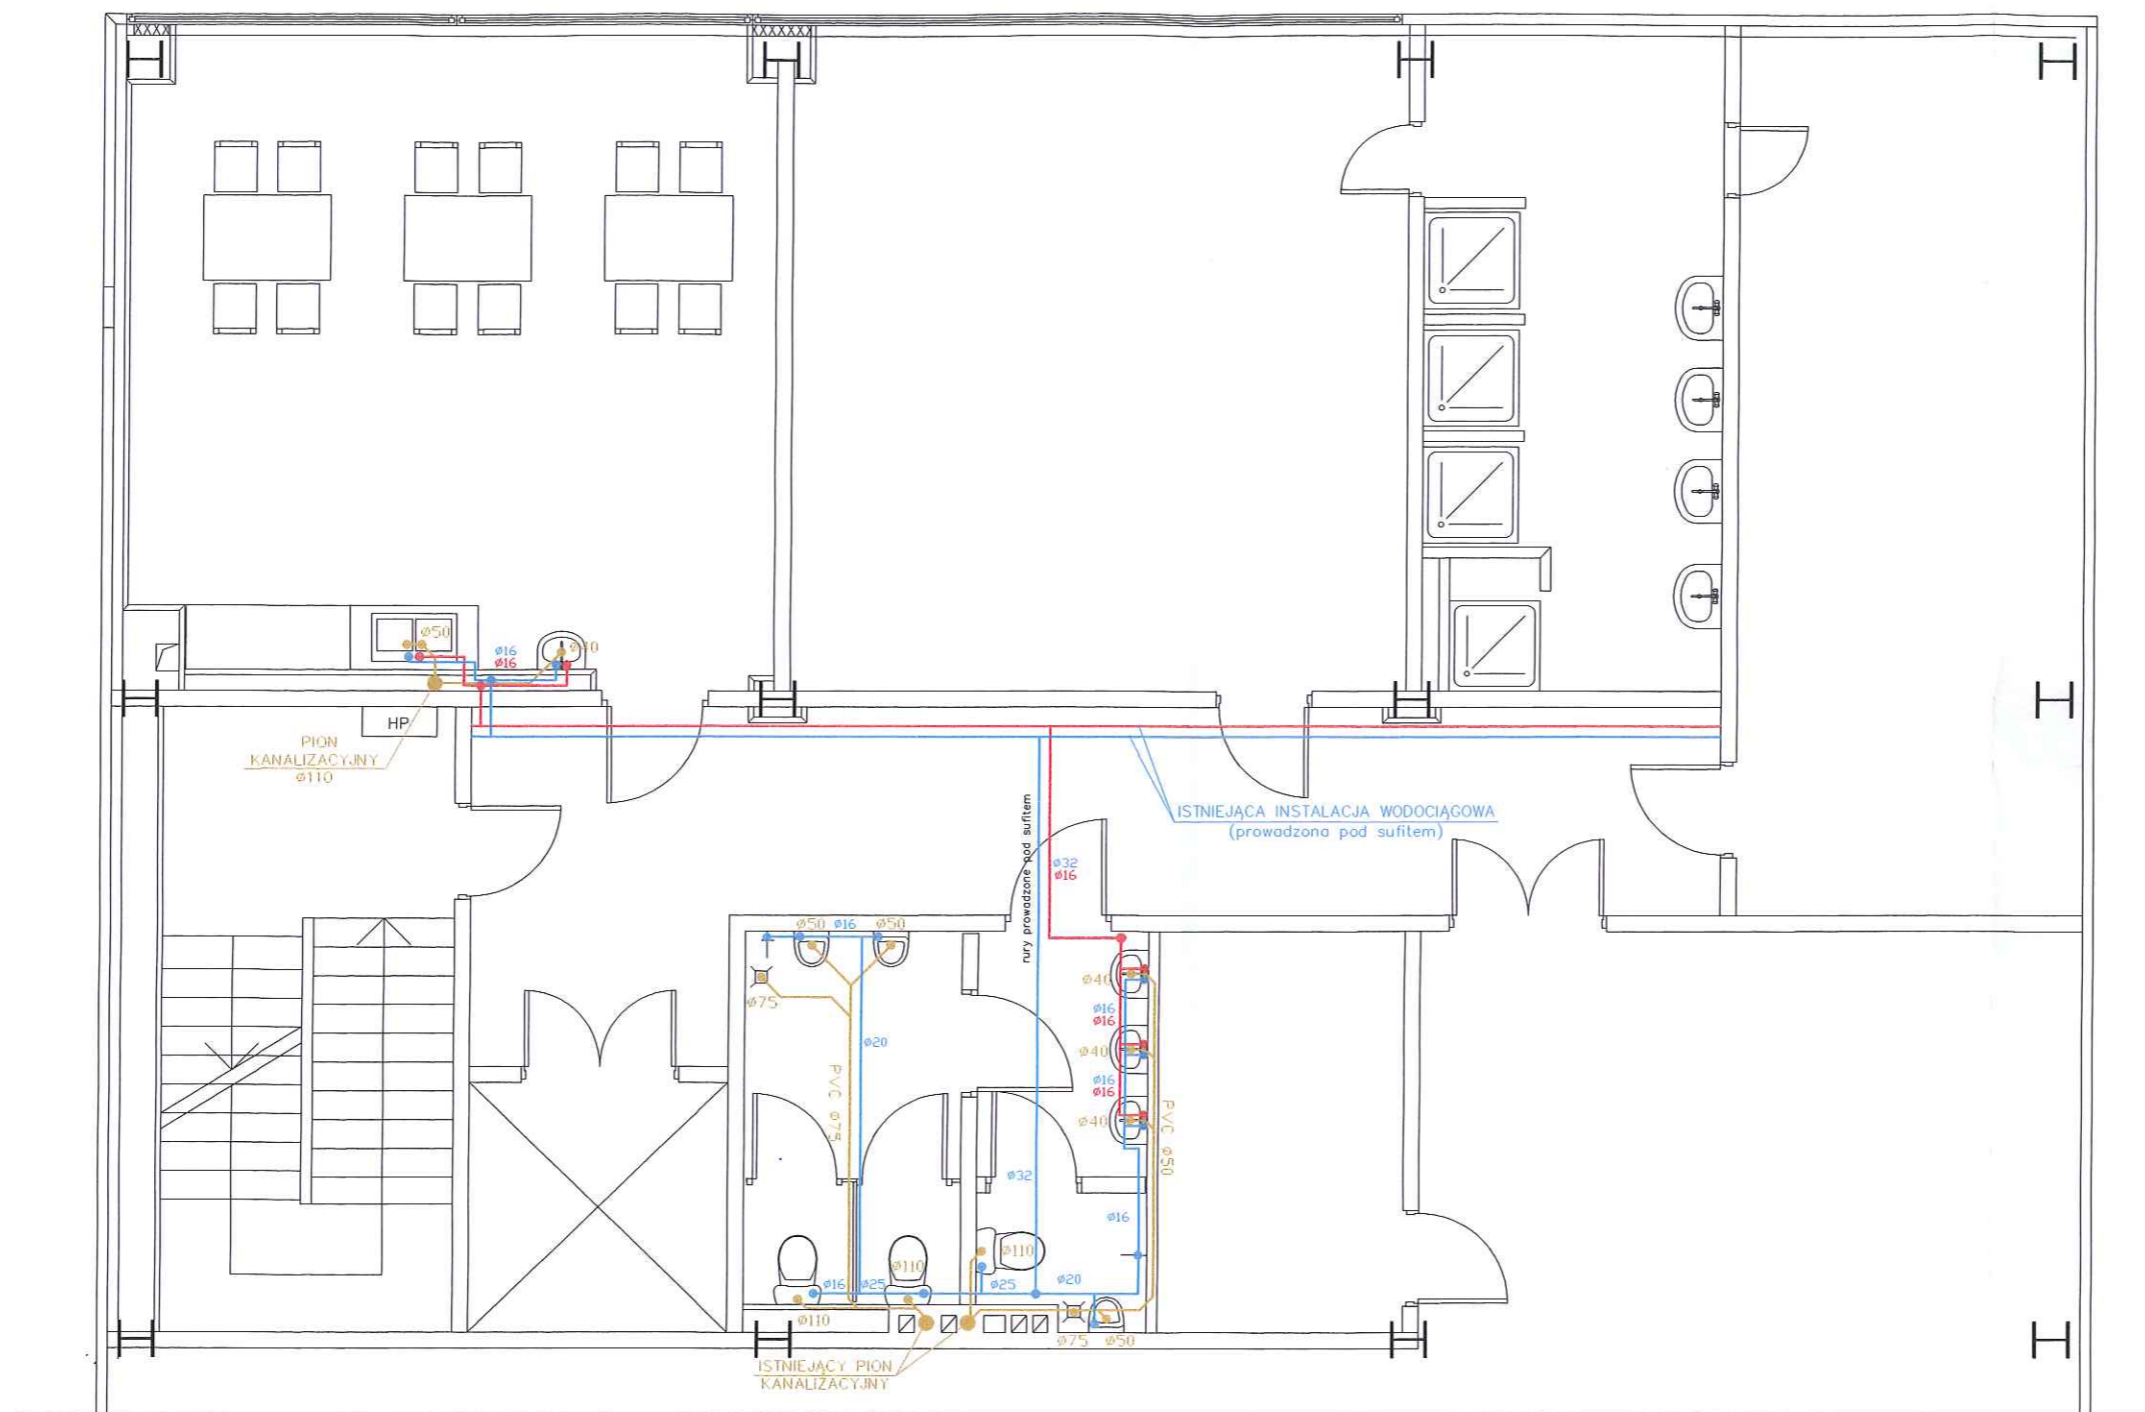 ø50
ø16
ø16
ø40
HP
PION
KANALIZACYJNY
ø110
ISTNIEJĄCA INSTALACJA WODOCIĄGOWA
(prowadzona pod sufitem)
rury prowadzone pod sufitem
ø32
ø16
ø50
ø16
ø50
ø75
ø20
PVC ø75
ø40
ø16
ø16
ø40
ø16
ø16
ø40
PVC ø50
ø32
ø16
ø110
ø110
ø16
ø25
ø25
ø20
ø110
ø75
ø50
ISTNIEJĄCY PION
KANALIZACYJNY